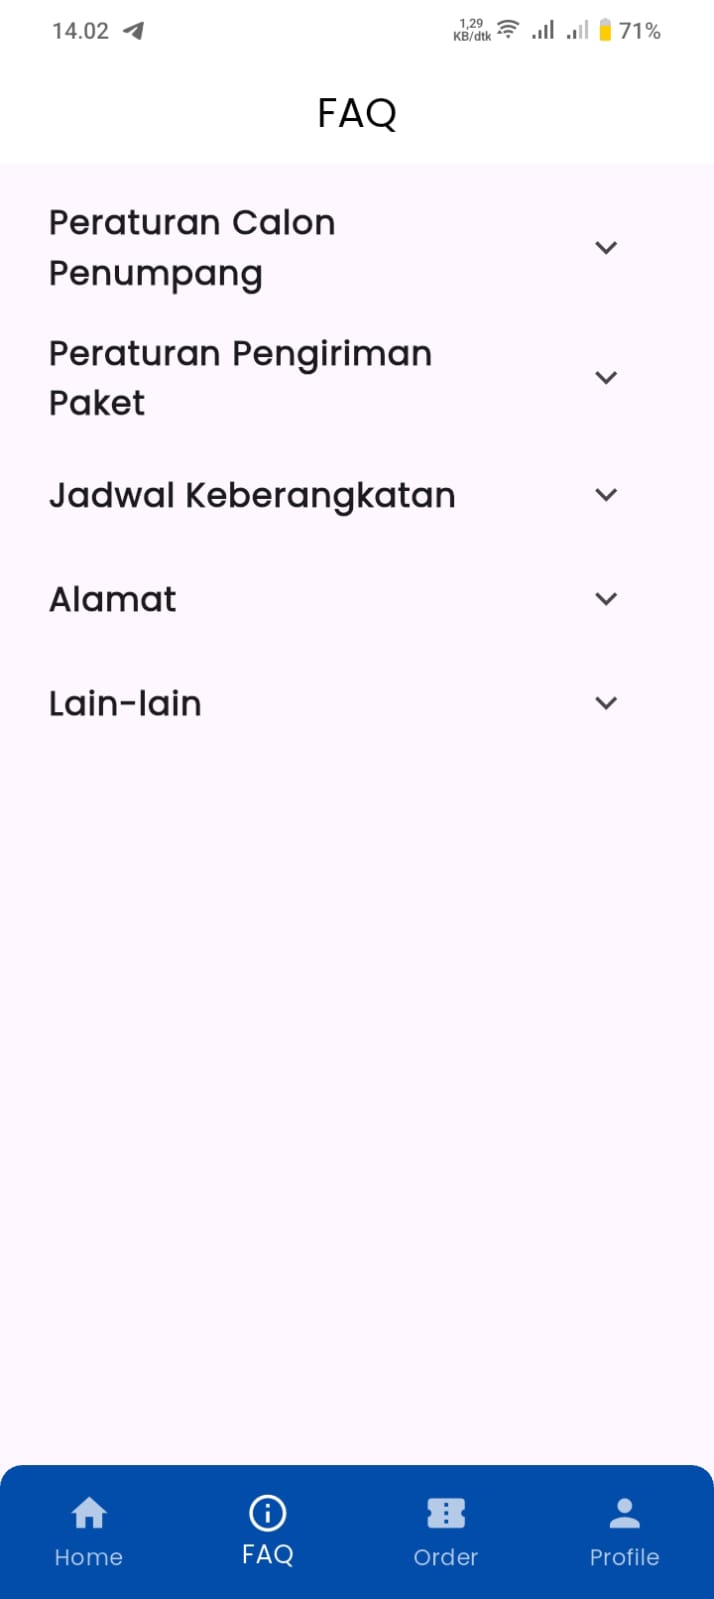 14.02
1,29
KB/dtk
71%
FAQ
Peraturan Calon
Penumpang
Peraturan Pengiriman
Paket
Jadwal Keberangkatan
Alamat
Lain-lain
Home
FAQ
Order
Profile